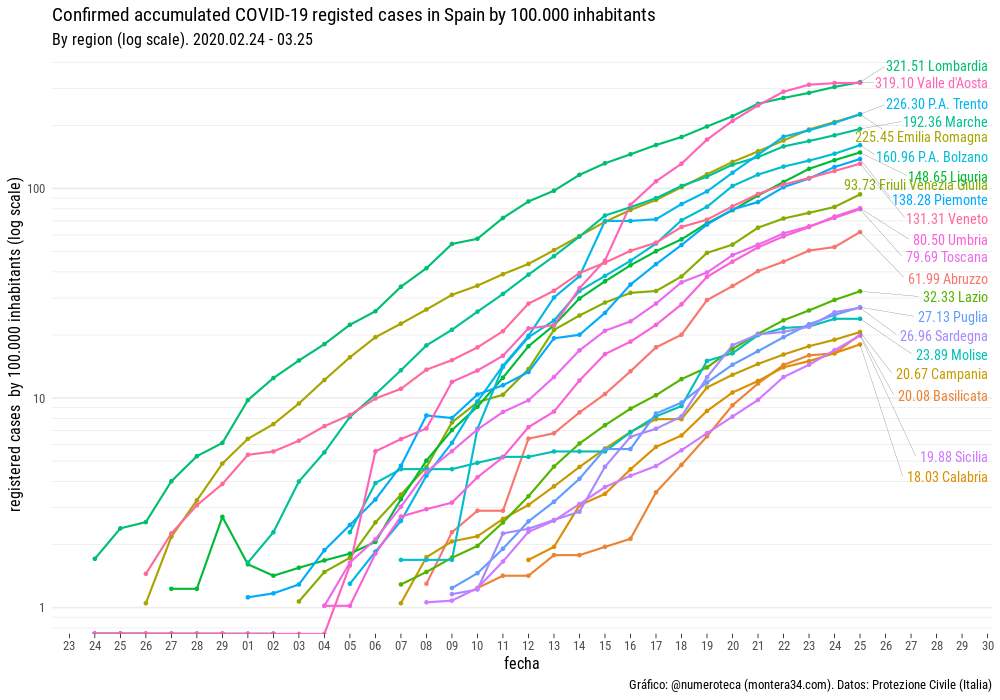 Confirmed accumulated COVID-19 registed cases in Spain by 100.000 inhabitants
By region (log scale). 2020.02.24 - 03.25
registered cases by 100.000 inhabitants (log scale)
100
10
1
321.51 Lombardia
319.10 Valle d'Aosta
226.30 P.A. Trento
192.36 Marche
225.45 Emilia Romagna
160.96 P.A. Bolzano
148.65 Liguria
93.73 Friuli Venezia Giulia
138.28 Piemonte
131.31 Veneto
80.50 Umbria
79.69 Toscana
61.99 Abruzzo
32.33 Lazio
27.13 Puglia
26.96 Sardegna
23.89 Molise
20.67 Campania
20.08 Basilicata
19.88 Sicilia
18.03 Calabria
23 24 25 26 27 28 29 01 02 03 04 05 06 07 08 09 10 11 12 13 14 15 16 17 18 19 20 21 22 23 24 25 26 27 28 29 30
fecha
Gráfico: @numeroteca (montera34.com). Datos: Protezione Civile (Italia)